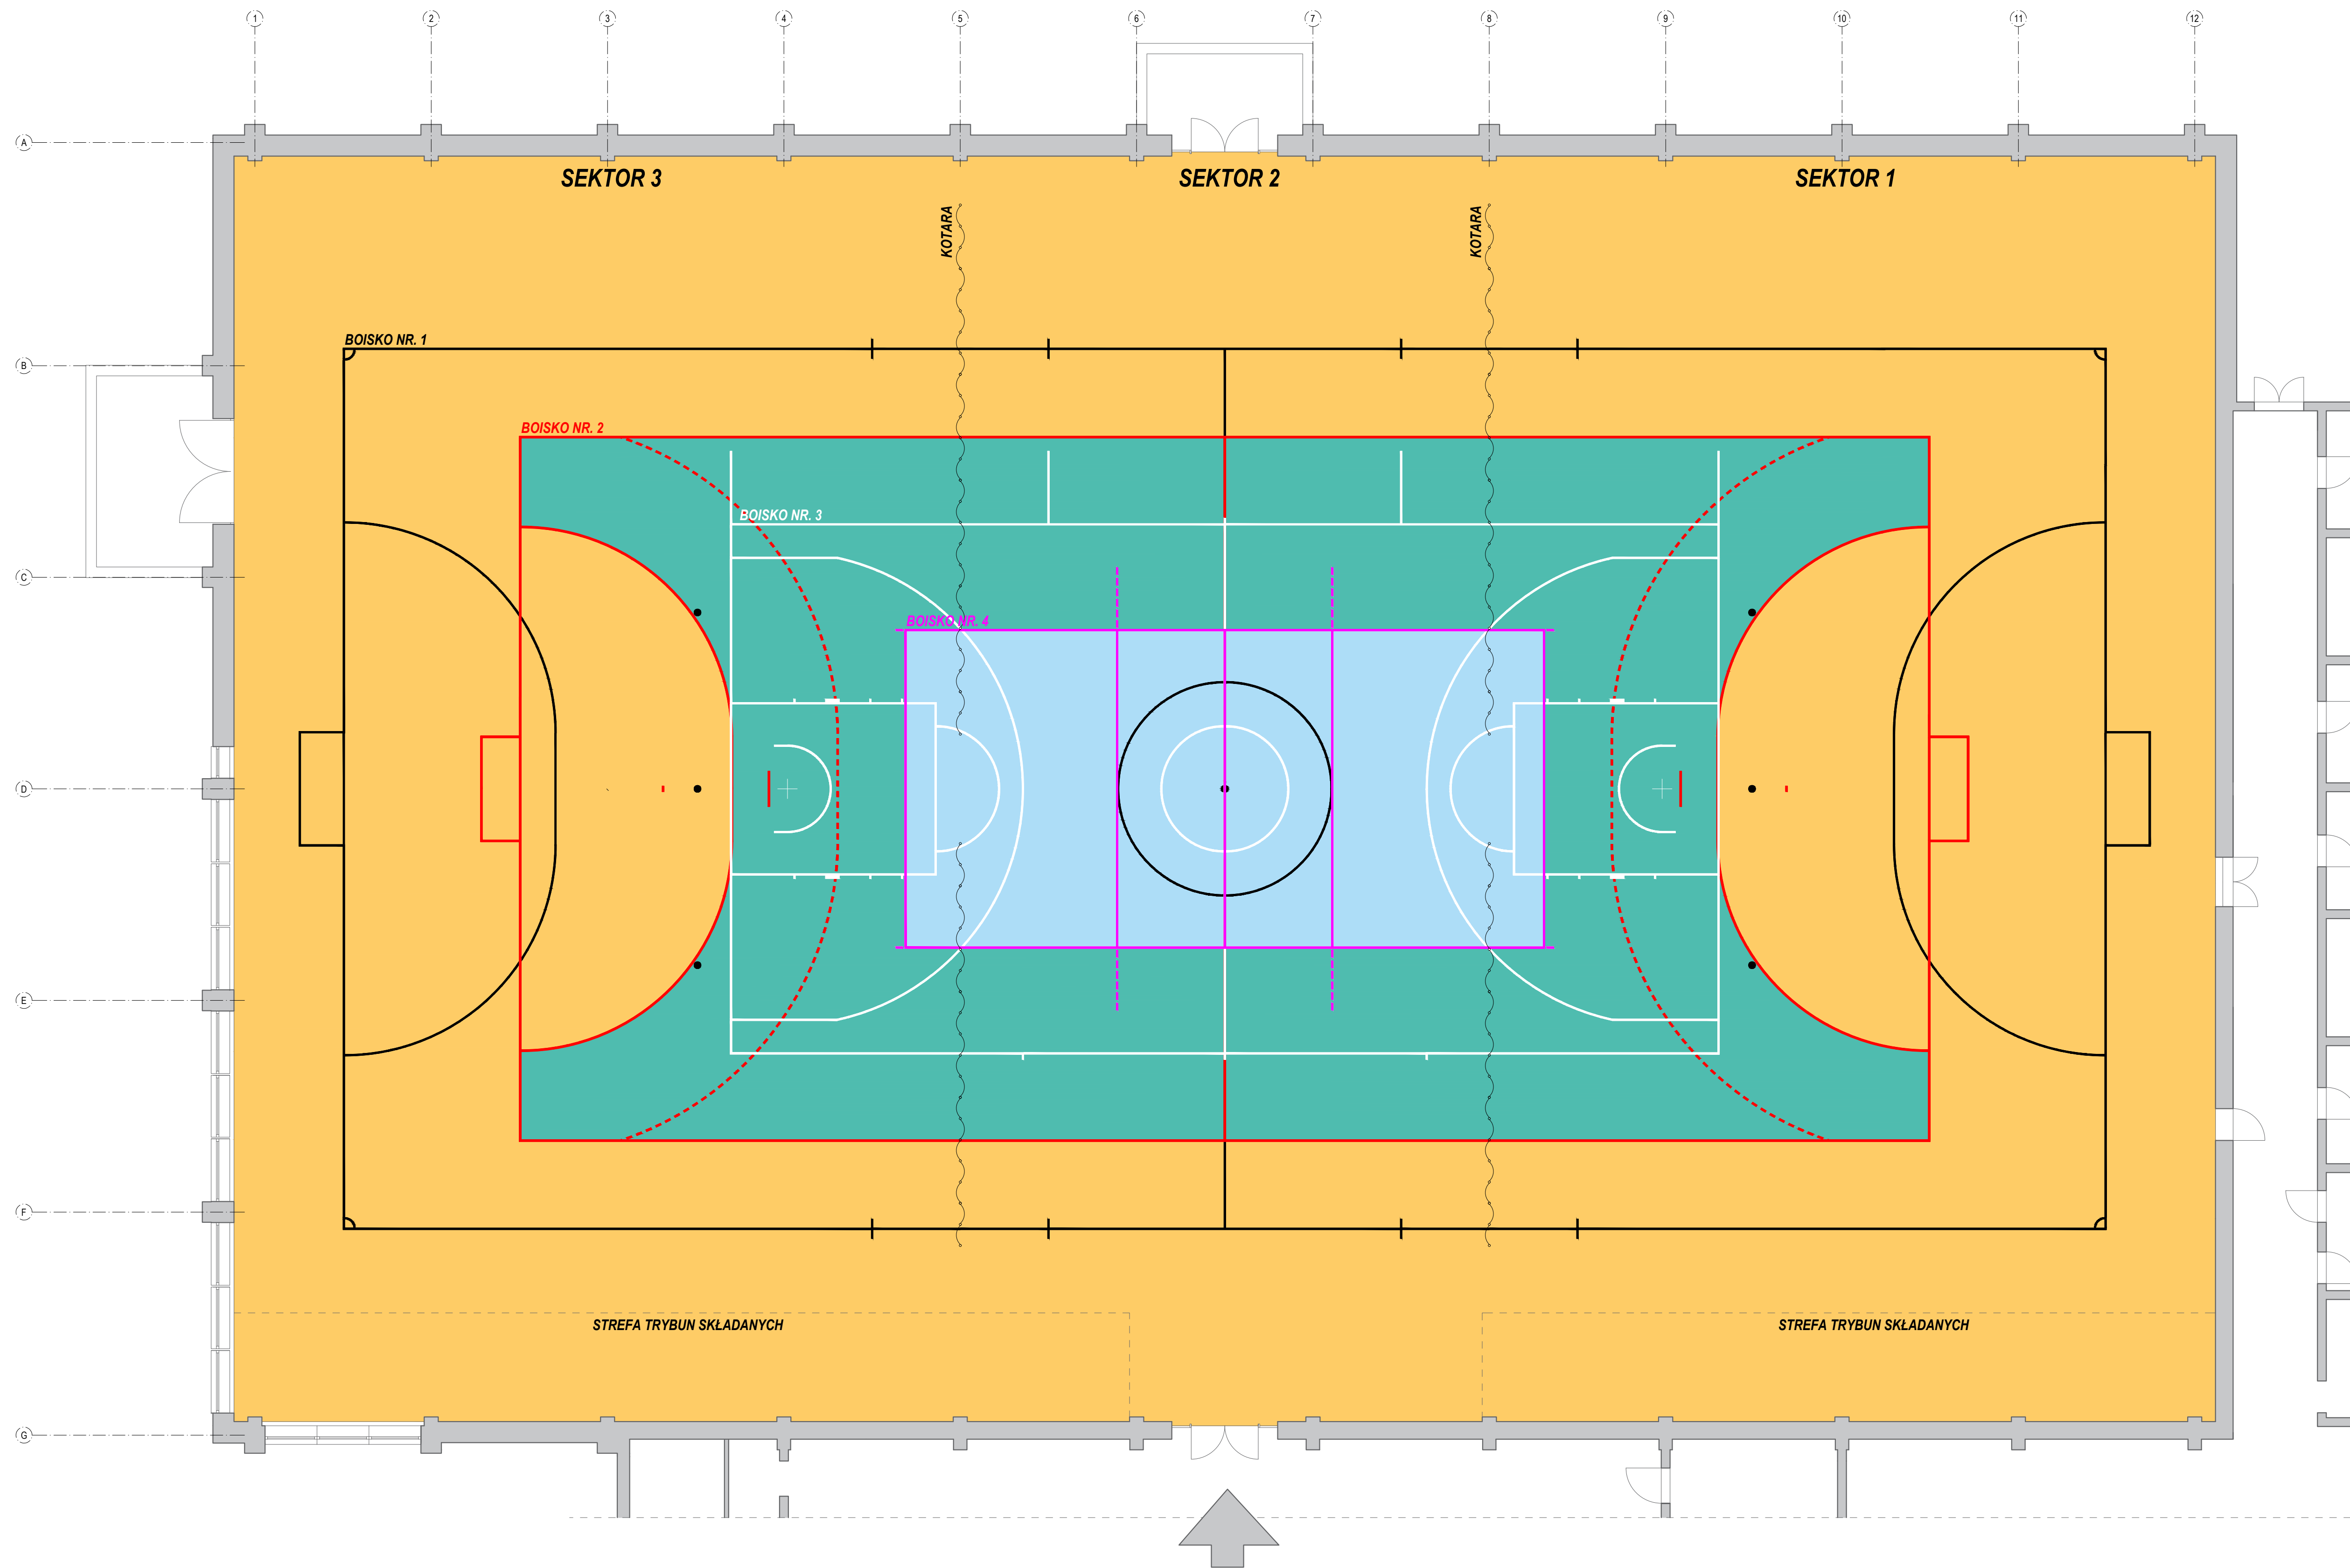 1 2 3 4 5 6 7 8 9 10 11 12
A
SEKTOR 3 SEKTOR 2 SEKTOR 1
KOTARA KOTARA
BOISKO NR. 1
B
BOISKO NR. 2
BOISKO NR. 3
C
BOISKO NR. 4
D
E
F
STREFA TRYBUN SKŁADANYCH STREFA TRYBUN SKŁADANYCH
G